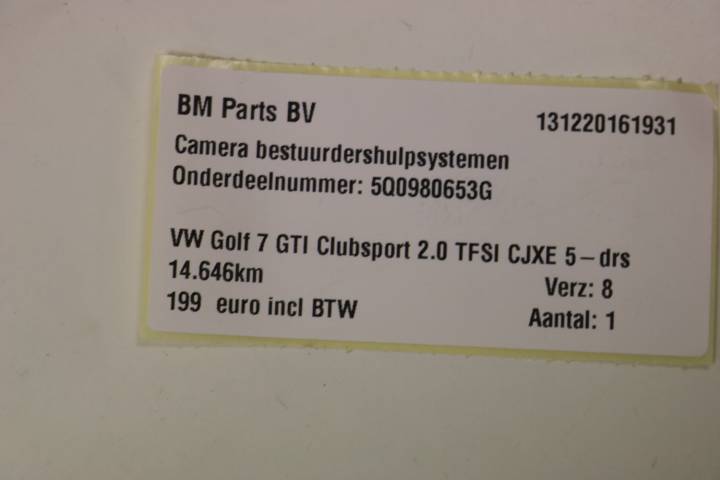 BM Parts BV 131220161931
Camera bestuurdershulpsystemen
Onderdeelnummer: 5Q0980653G
VW Golf 7 GTI Clubsport 2.0 TFSI CJXE 5-drs
14.646km Verz: 8
199 euro incl BTW Aantal: 1